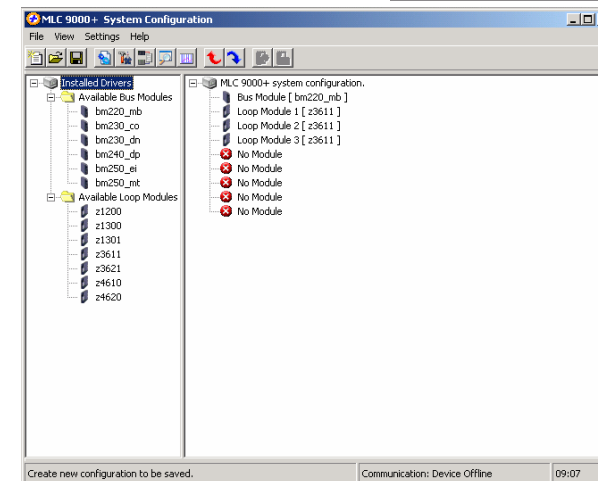 MLC 9000+ System Configuration
File View Settings Help
Installed Drivers
Available Bus Modules
bm220_mb
bm230_co
bm230_dn
bm240_dp
bm250_ei
bm250_mt
Available Loop Modules
z1200
z1300
z1301
z3611
z3621
z4610
z4620
MLC 9000+ system configuration.
Bus Module [ bm220_mb ]
Loop Module 1 [ z3611 ]
Loop Module 2 [ z3611 ]
Loop Module 3 [ z3611 ]
No Module
No Module
No Module
No Module
No Module
Create new configuration to be saved.
Communication: Device Offline
09:07